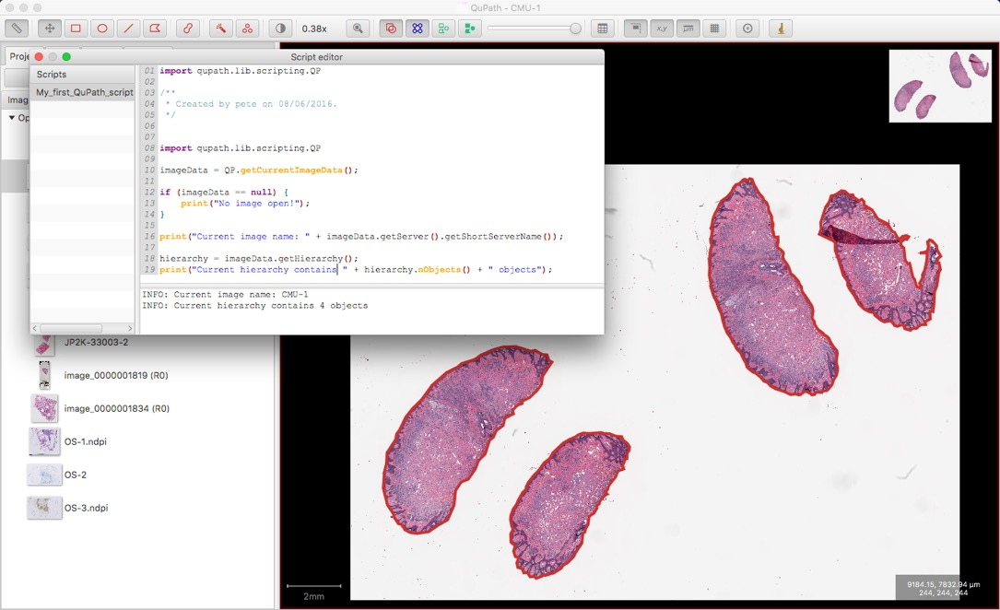 QuPath - CMU-1
0.38x
x,y
Proje
Script editor
Scripts
My_first_QuPath_script
Imag
Op
01 import qupath.lib.scripting.QP
02
03 /**
04 * Created by pete on 08/06/2016.
05 */
06
07
08 import qupath.lib.scripting.QP
09
10 imageData = QP.getCurrentImageData();
11
12 if (imageData == null) {
13 print("No image open!");
14 }
15
16 print("Current image name: " + imageData.getServer().getShortServerName());
17
18 hierarchy = imageData.getHierarchy();
19 print("Current hierarchy contains " + hierarchy.nObjects() + " objects");
INFO: Current image name: CMU-1
INFO: Current hierarchy contains 4 objects
JP2K-33003-2
image_0000001819 (R0)
image_0000001834 (R0)
OS-1.ndpi
OS-2
OS-3.ndpi
2mm
9184.15, 7832.94 µm
244, 244, 244